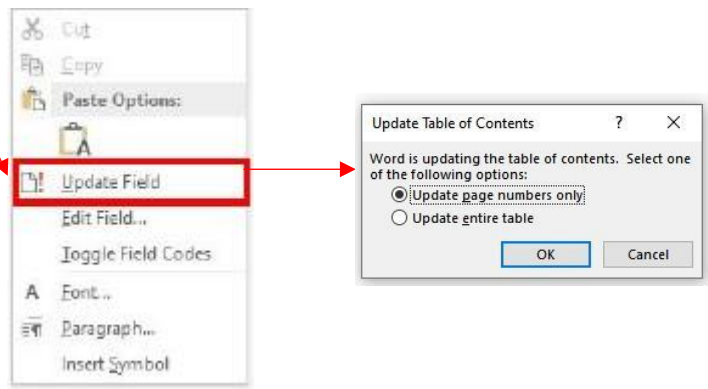 Cut
Copy
Paste Options:
A
Update Field
Edit Field...
Toggle Field Codes
A Font...
Paragraph...
Insert Symbol
Update Table of Contents ? X
Word is updating the table of contents. Select one
of the following options:
Update page numbers only
Update entire table
OK Cancel